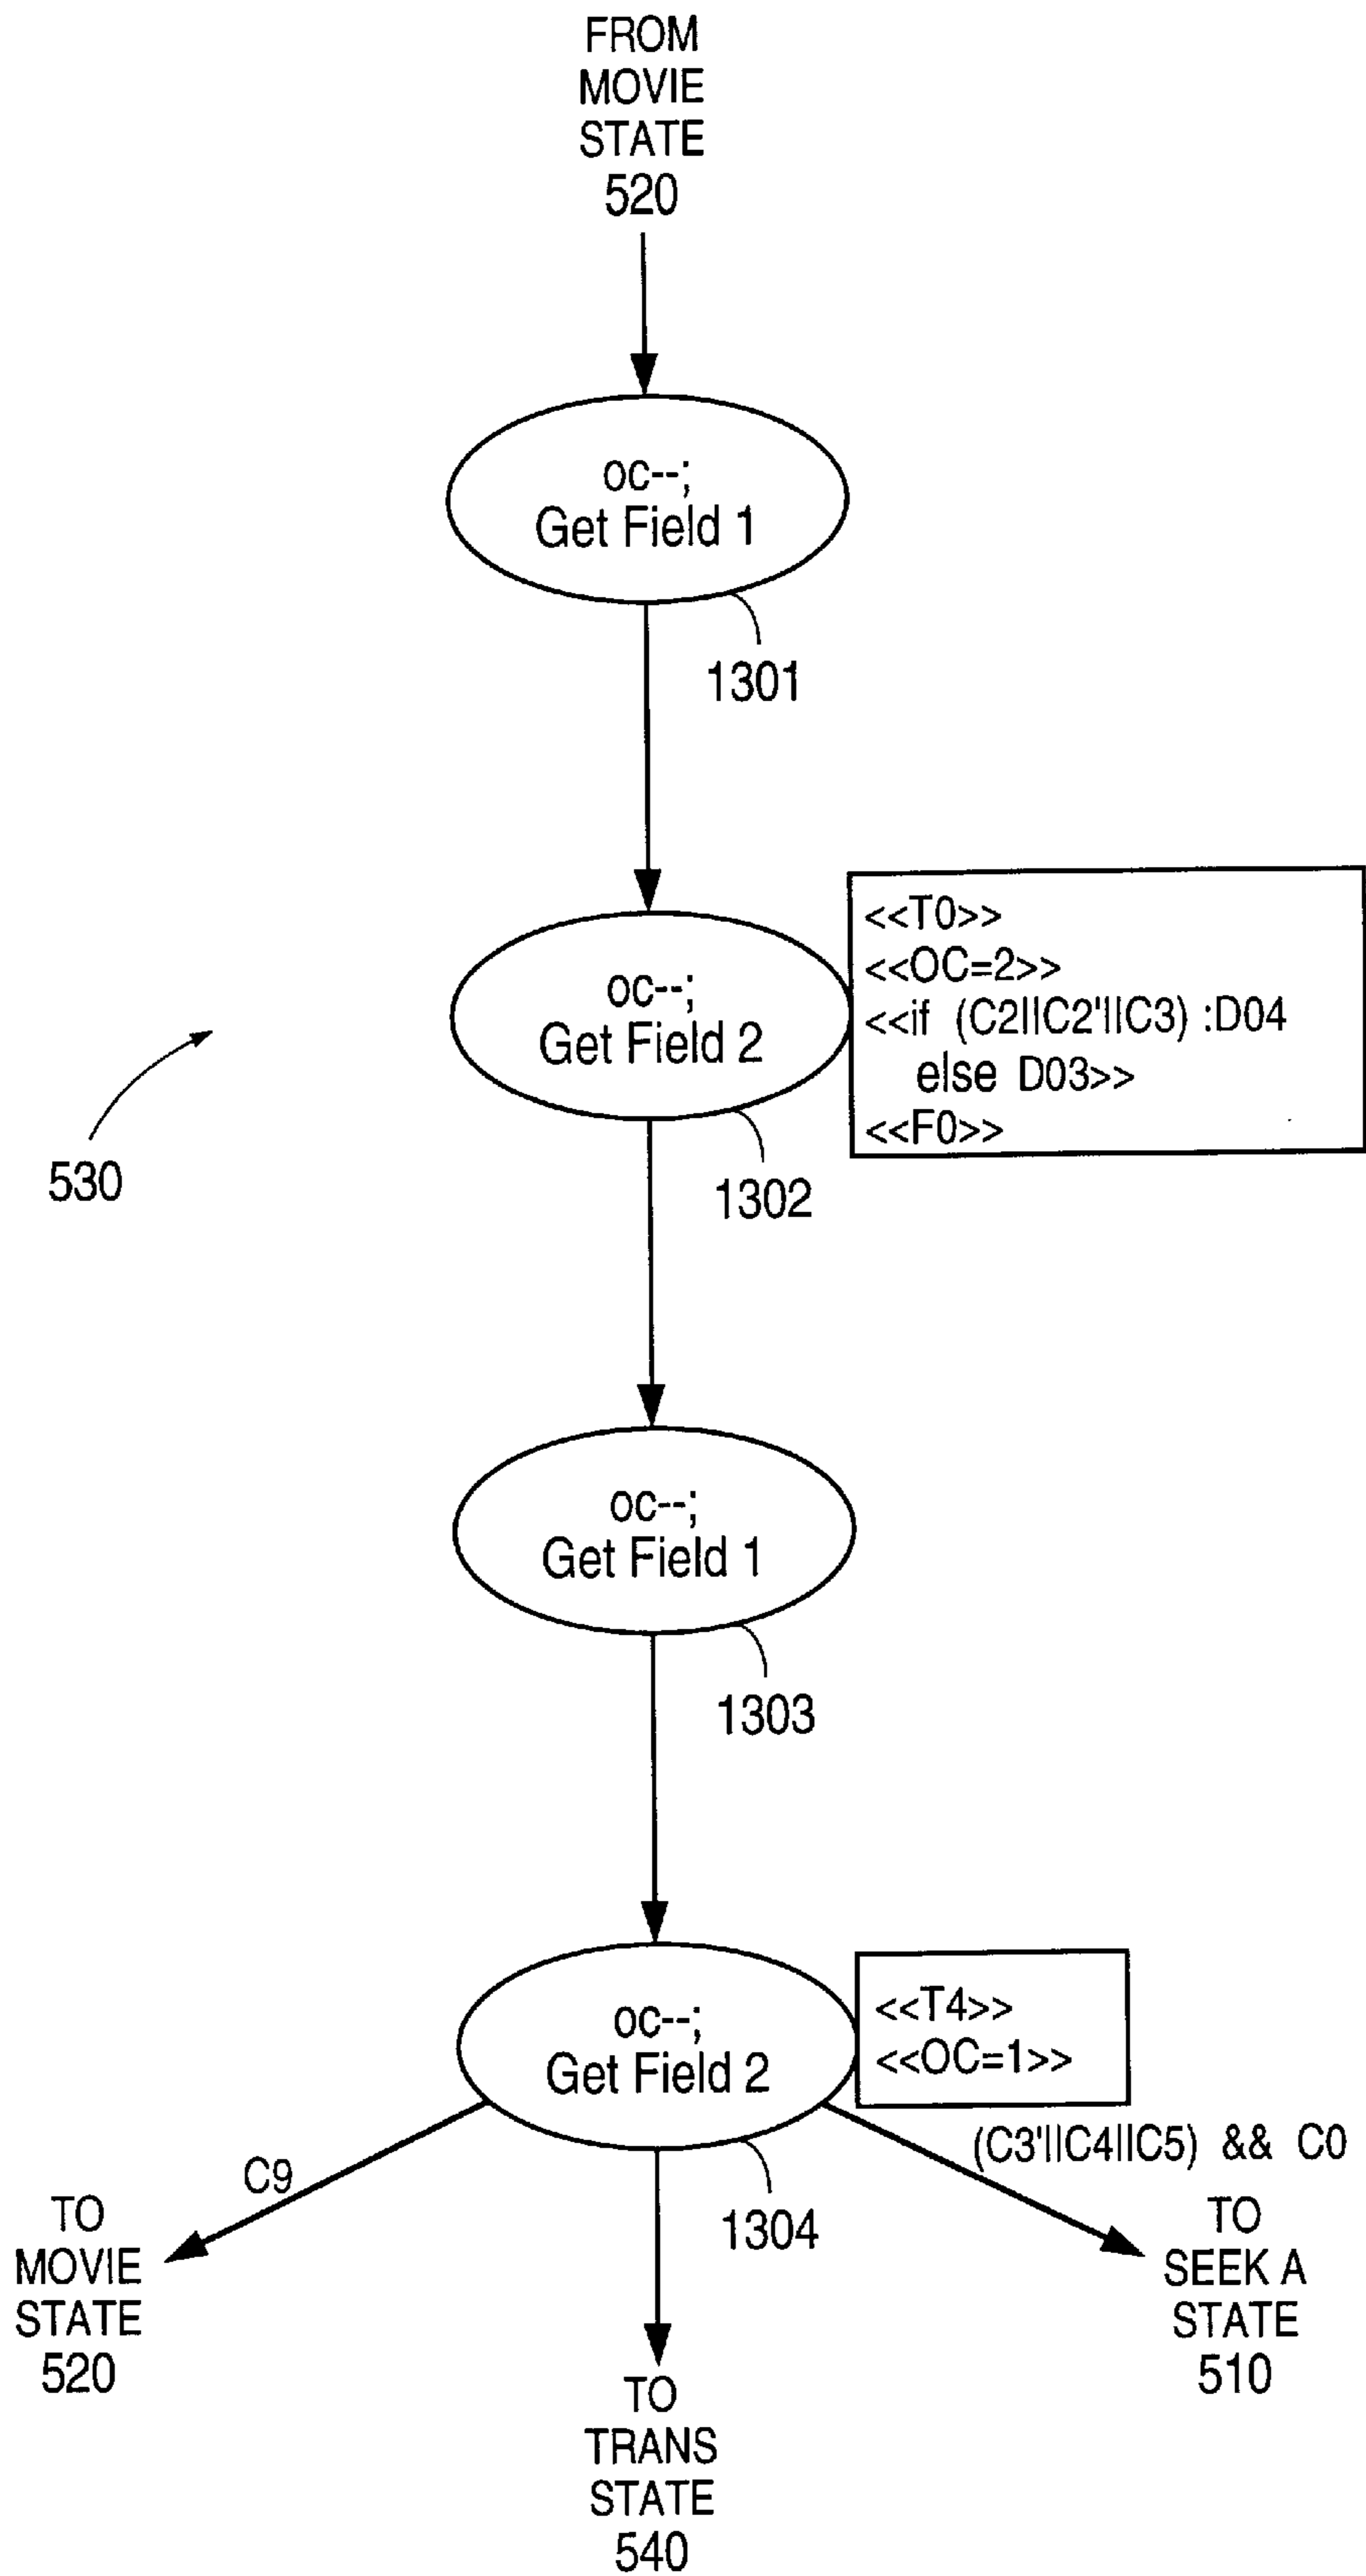 FROM
MOVIE
STATE
520
oc--;
Get Field 1
1301
oc--;
Get Field 2
1302
<<T0>>
<<OC=2>>
<<if (C2||C2'||C3) :D04
else D03>>
<<F0>>
530
oc--;
Get Field 1
1303
oc--;
Get Field 2
1304
<<T4>>
<<OC=1>>
C9
(C3'||C4||C5) && C0
TO
MOVIE
STATE
520
TO
TRANS
STATE
540
TO
SEEK A
STATE
510